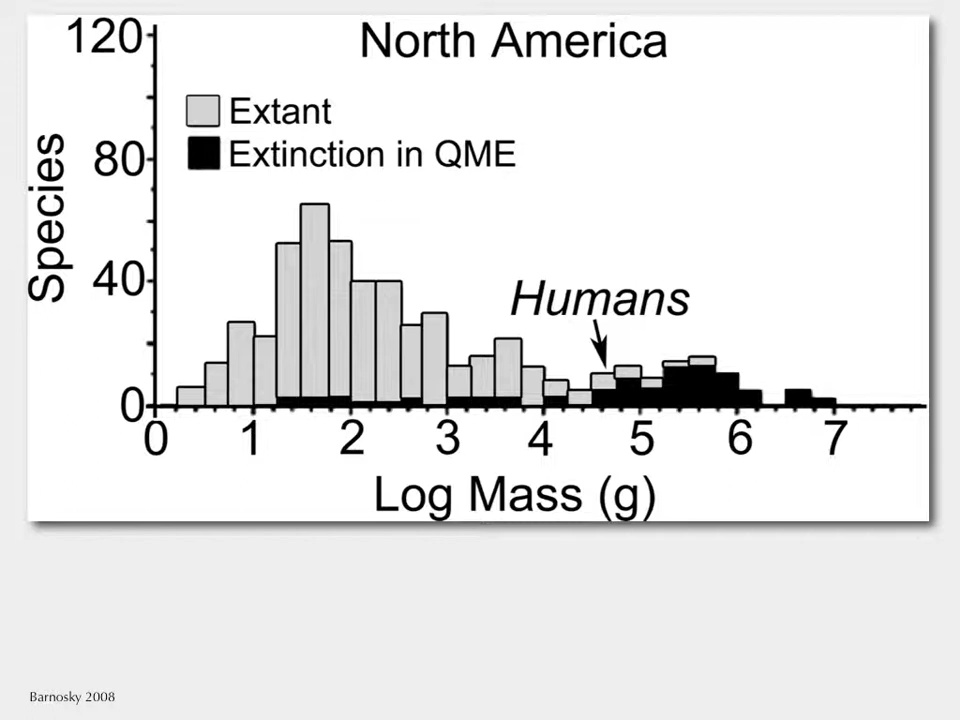 North America
120
80
40
0
Species
Extant
Extinction in QME
Humans
0 1 2 3 4 5 6 7
Log Mass (g)
Barnosky 2008